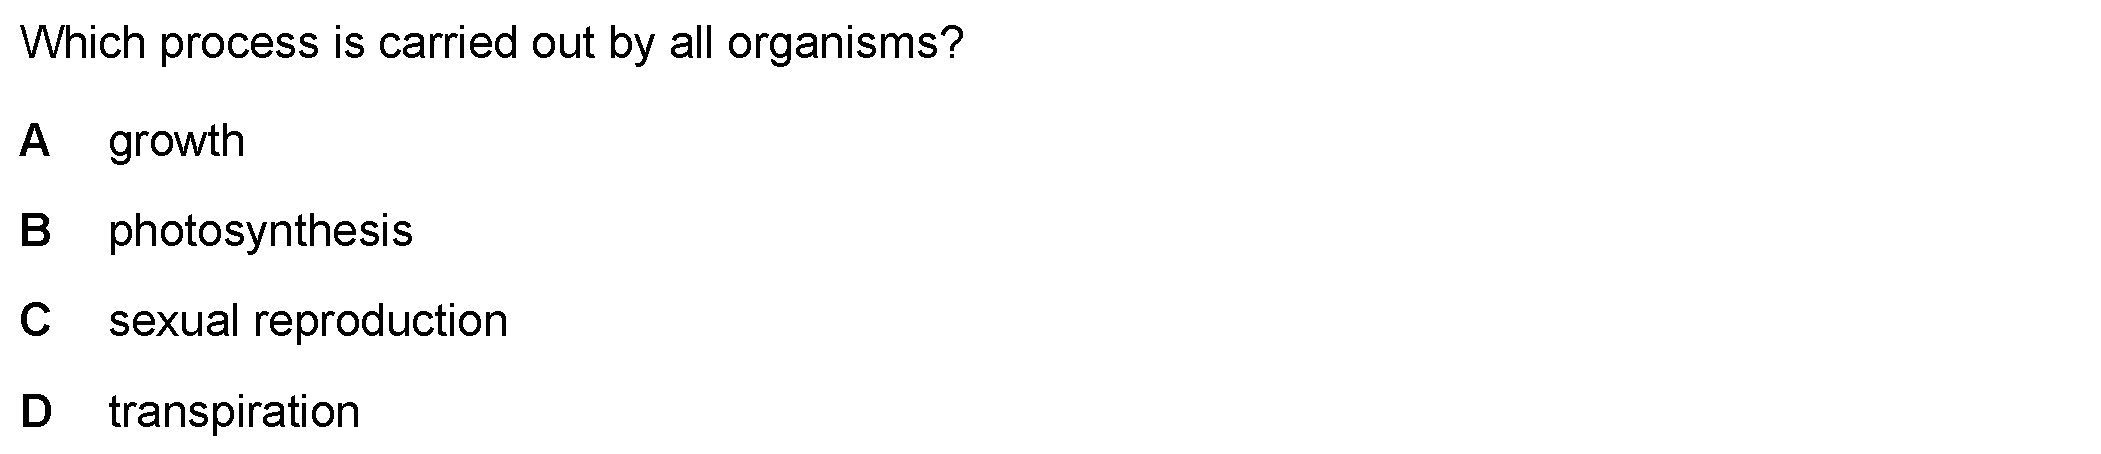 Which process is carried out by all organisms?
A growth
B photosynthesis
C sexual reproduction
D transpiration